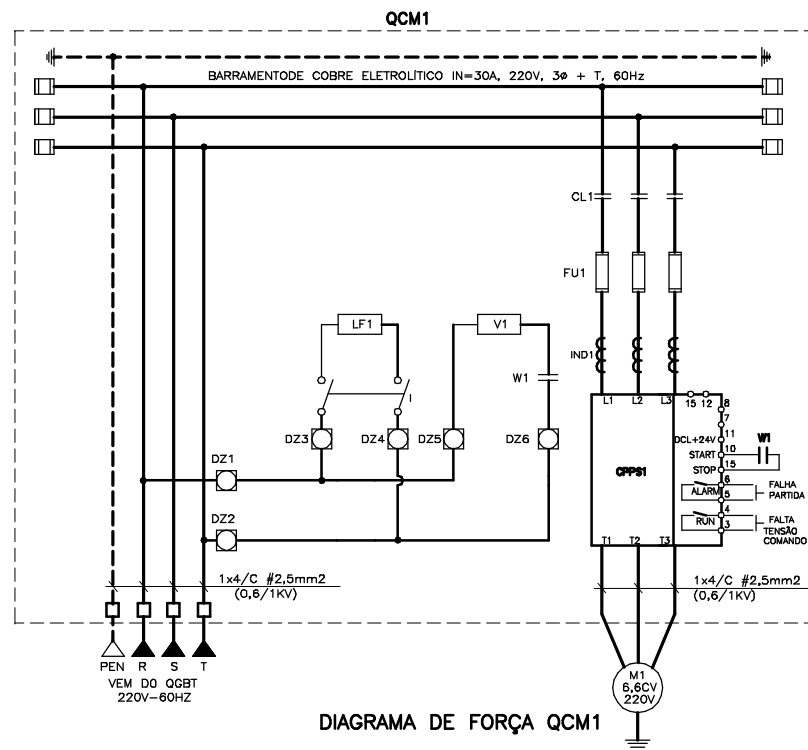 QCM1
BARRAMENTODE COBRE ELETROLÍTICO IN=30A, 220V, 3ø + T, 60Hz
CL1
FU1
LF1
V1
IND1
W1
I
L1 L2 L3
15 12
8
7
DZ3
DZ4
DZ5
DZ6
DCL+24V 11
START 10
W1
STOP 15
DZ1
CPPS1
6
ALARM
5
FALHA
PARTIDA
4
RUN
3
FALTA
TENSÃO
COMANDO
DZ2
T1 T2 T3
1x4/C #2,5mm2
(0,6/1KV)
1x4/C #2,5mm2
(0,6/1KV)
PEN R S T
VEM DO QGBT
220V-60HZ
M1
6,6CV
220V
DIAGRAMA DE FORÇA QCM1